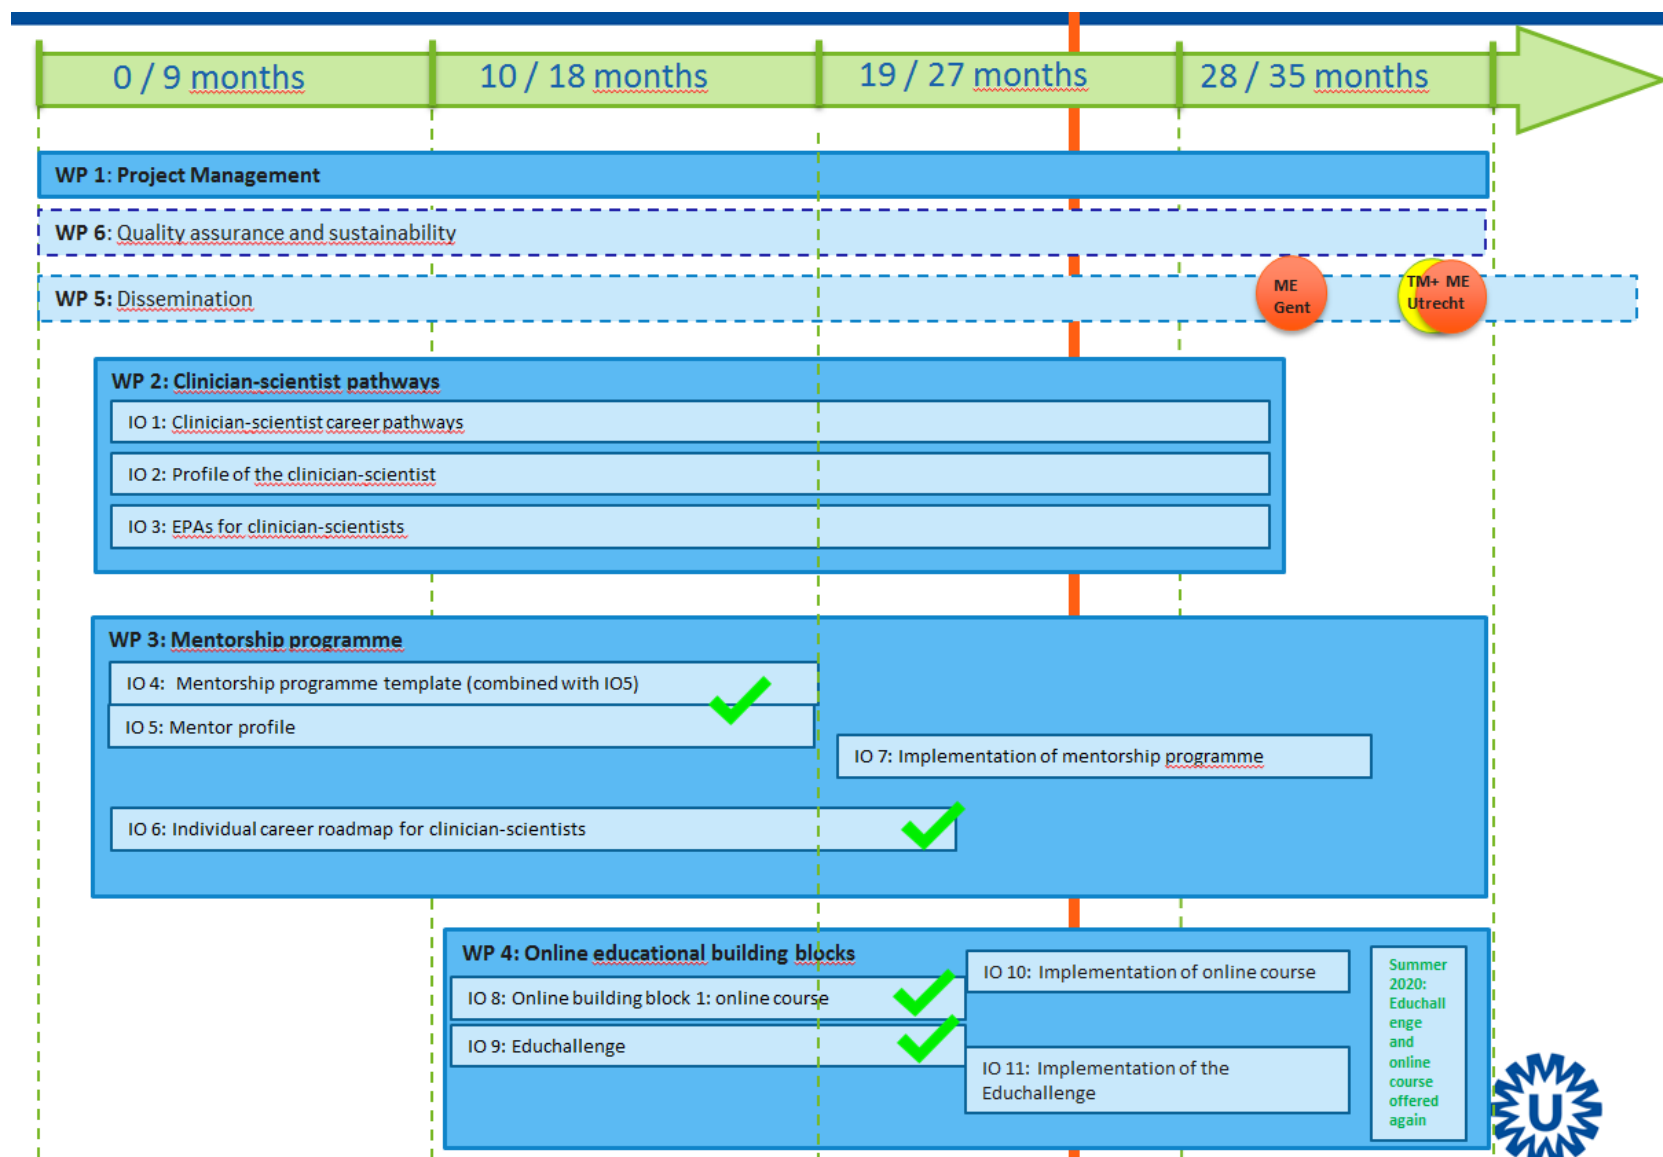 0 / 9 months
10 / 18 months
19 / 27 months
28 / 35 months
WP 1: Project Management
WP 6: Quality assurance and sustainability
WP 5: Dissemination
ME
Gent
TM+ ME
Utrecht
WP 2: Clinician-scientist pathways
IO 1: Clinician-scientist career pathways
IO 2: Profile of the clinician-scientist
IO 3: EPAs for clinician-scientists
WP 3: Mentorship programme
IO 4: Mentorship programme template (combined with IO5)
IO 5: Mentor profile
IO 7: Implementation of mentorship programme
IO 6: Individual career roadmap for clinician-scientists
WP 4: Online educational building blocks
IO 8: Online building block 1: online course
IO 9: Educhallenge
IO 10: Implementation of online course
IO 11: Implementation of the
Educhallenge
Summer
2020:
Educhall
enge
and
online
course
offered
again
U